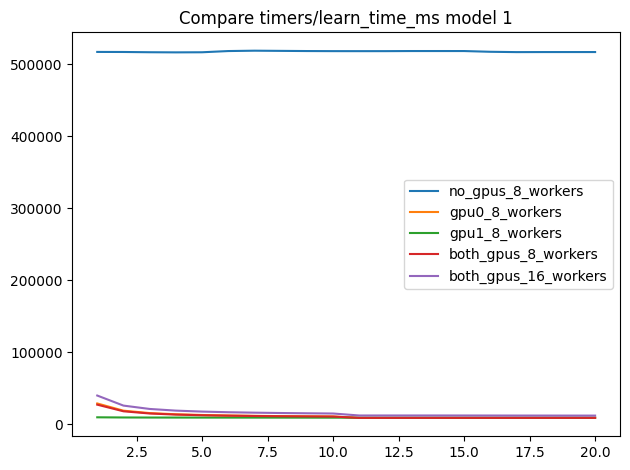 Compare timers/learn_time_ms model 1
500000
400000
300000
200000
100000
0
no_gpus_8_workers
gpu0_8_workers
gpu1_8_workers
both_gpus_8_workers
both_gpus_16_workers
2.5 5.0 7.5 10.0 12.5 15.0 17.5 20.0